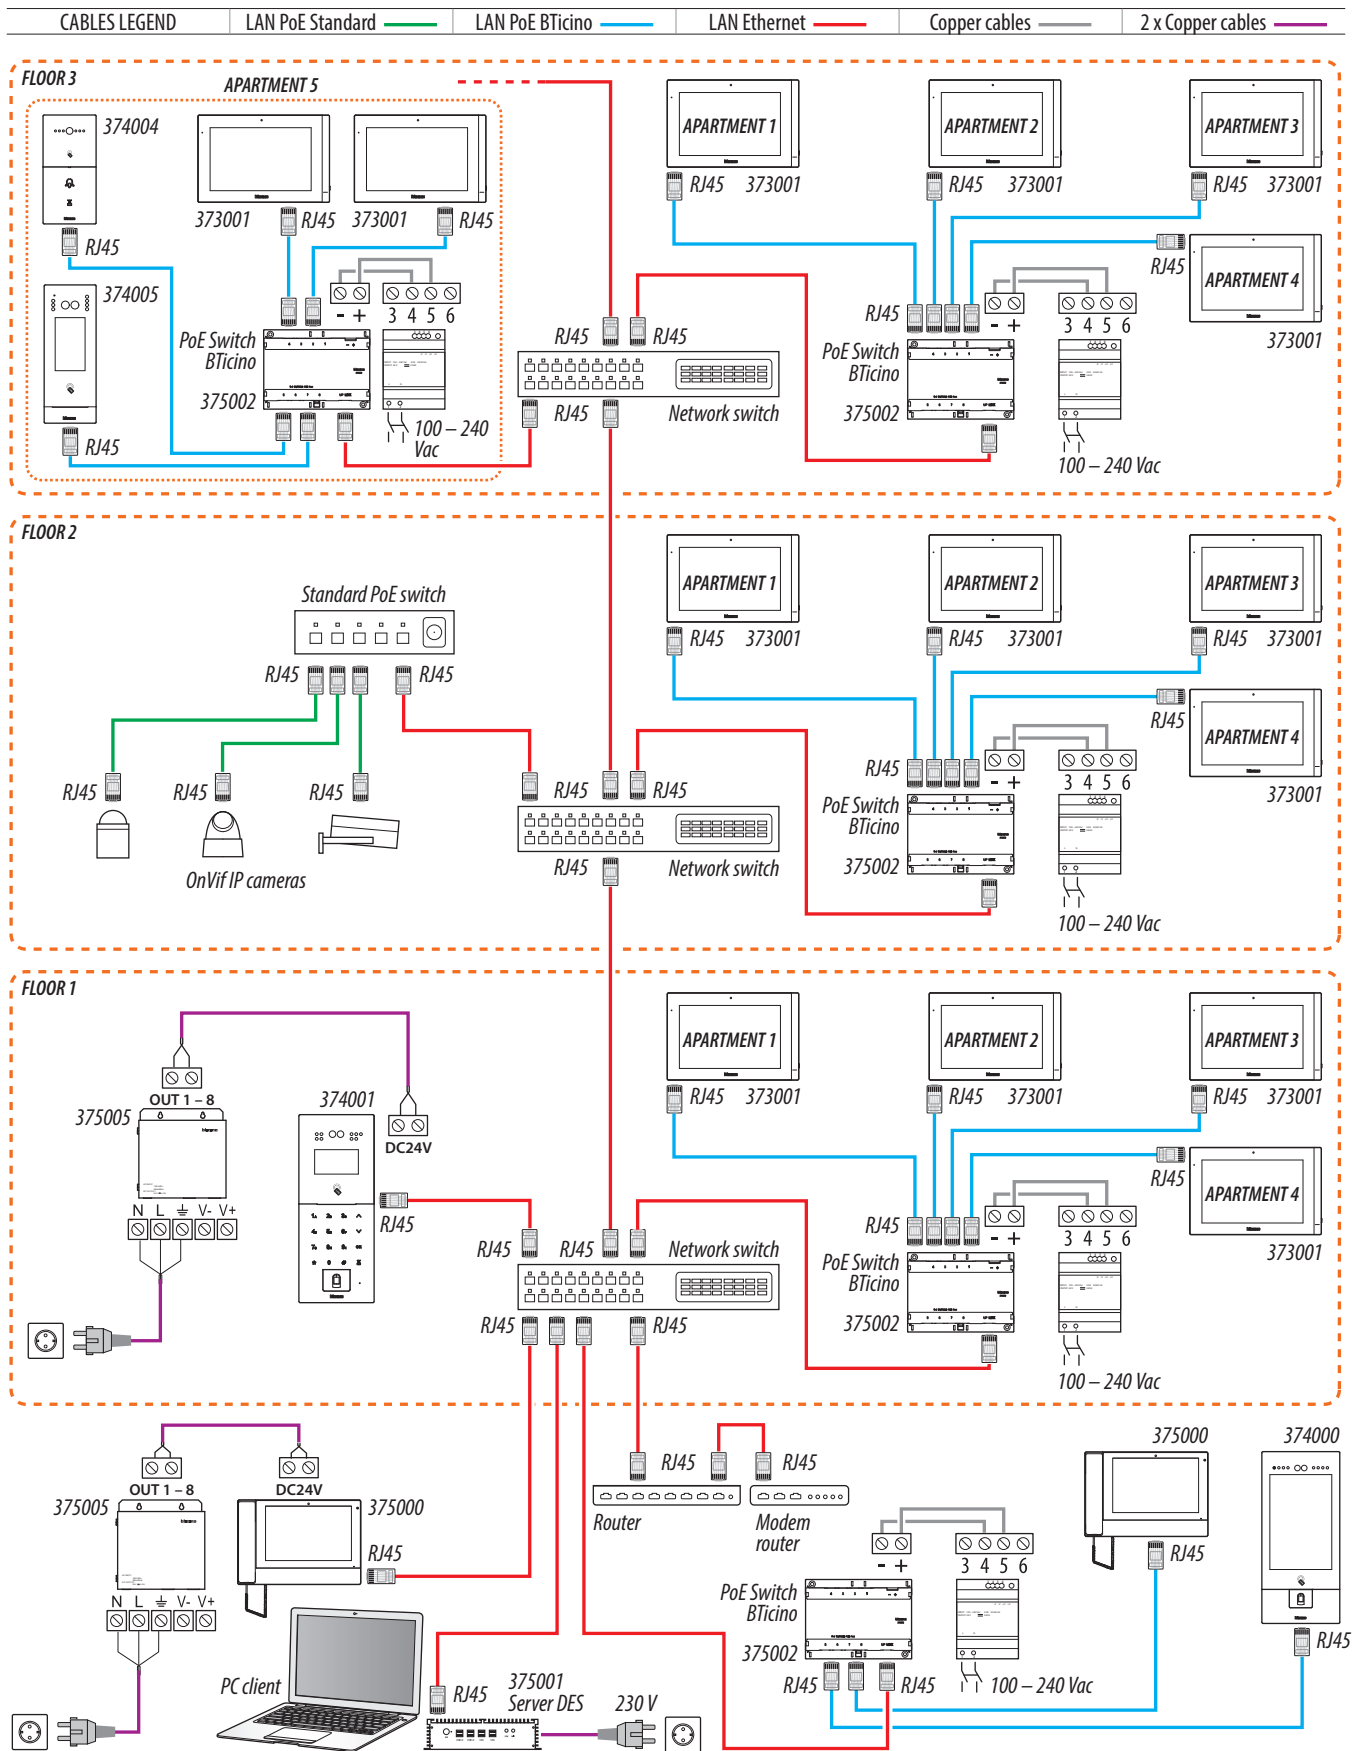 CABLES LEGEND LAN PoE Standard LAN PoE BTicino LAN Ethernet Copper cables 2 x Copper cables
FLOOR 3
APARTMENT 5
374004
RJ45
374005
RJ45
373001
RJ45
373001
RJ45
- +
3 4 5 6
PoE Switch
BTicino
375002
100 – 240
Vac
RJ45
RJ45
RJ45
Network switch
APARTMENT 1
RJ45 373001
APARTMENT 2
RJ45 373001
APARTMENT 3
RJ45 373001
APARTMENT 4
RJ45
373001
RJ45
- +
3 4 5 6
PoE Switch
BTicino
375002
100 – 240 Vac
FLOOR 2
Standard PoE switch
RJ45
RJ45
RJ45
RJ45
RJ45
OnVif IP cameras
RJ45
RJ45
RJ45
Network switch
APARTMENT 1
RJ45 373001
APARTMENT 2
RJ45 373001
APARTMENT 3
RJ45 373001
APARTMENT 4
RJ45
373001
RJ45
- +
3 4 5 6
PoE Switch
BTicino
375002
100 – 240 Vac
FLOOR 1
OUT 1 – 8
375005
N L V- V+
374001
DC24V
RJ45
RJ45
RJ45
Network switch
RJ45
RJ45
APARTMENT 1
RJ45 373001
APARTMENT 2
RJ45 373001
APARTMENT 3
RJ45 373001
APARTMENT 4
RJ45
373001
RJ45
- +
3 4 5 6
PoE Switch
BTicino
375002
100 – 240 Vac
OUT 1 – 8
375005
N L V- V+
DC24V
375000
RJ45
PC client
RJ45
375001
Server DES
230 V
RJ45
RJ45
Router
Modem
router
- +
3 4 5 6
PoE Switch
BTicino
375002
RJ45
RJ45
100 – 240 Vac
375000
RJ45
374000
RJ45